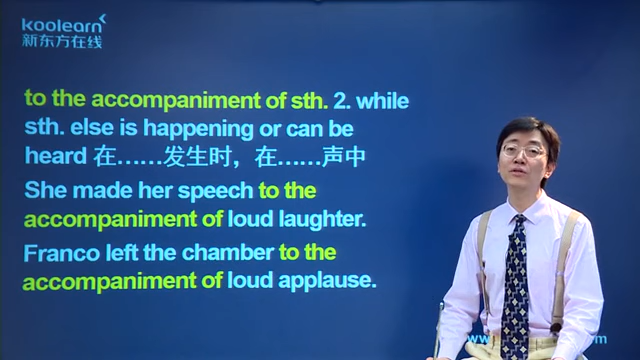 koolearn
新东方在线
to the accompaniment of sth. 2. while
sth. else is happening or can be
heard 在……发生时，在……声中
She made her speech to the
accompaniment of loud laughter.
Franco left the chamber to the
accompaniment of loud applause.